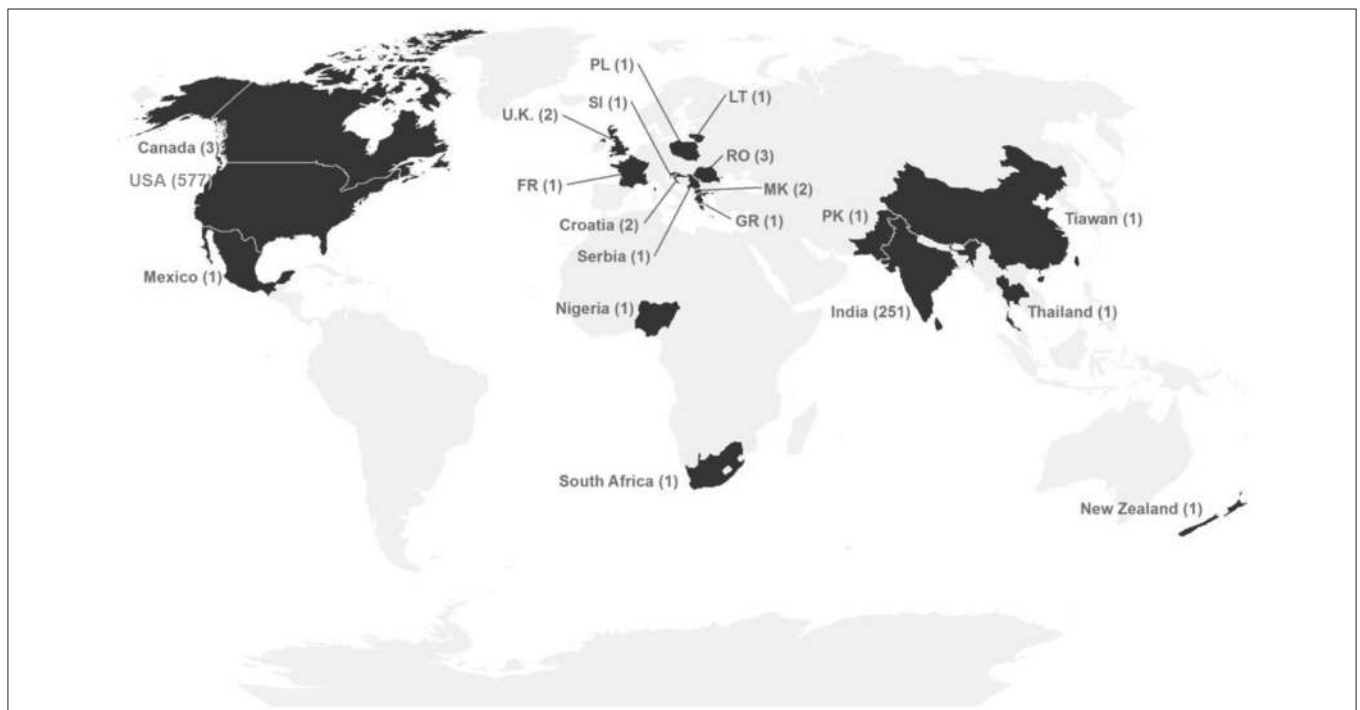 PL (1)
SI (1)
LT (1)
U.K. (2)
Canada (3)
RO (3)
USA (577)
FR (1)
MK (2)
Croatia (2)
GR (1)
PK (1)
Tiawan (1)
Serbia (1)
Mexico (1)
Nigeria (1)
India (251)
Thailand (1)
South Africa (1)
New Zealand (1)